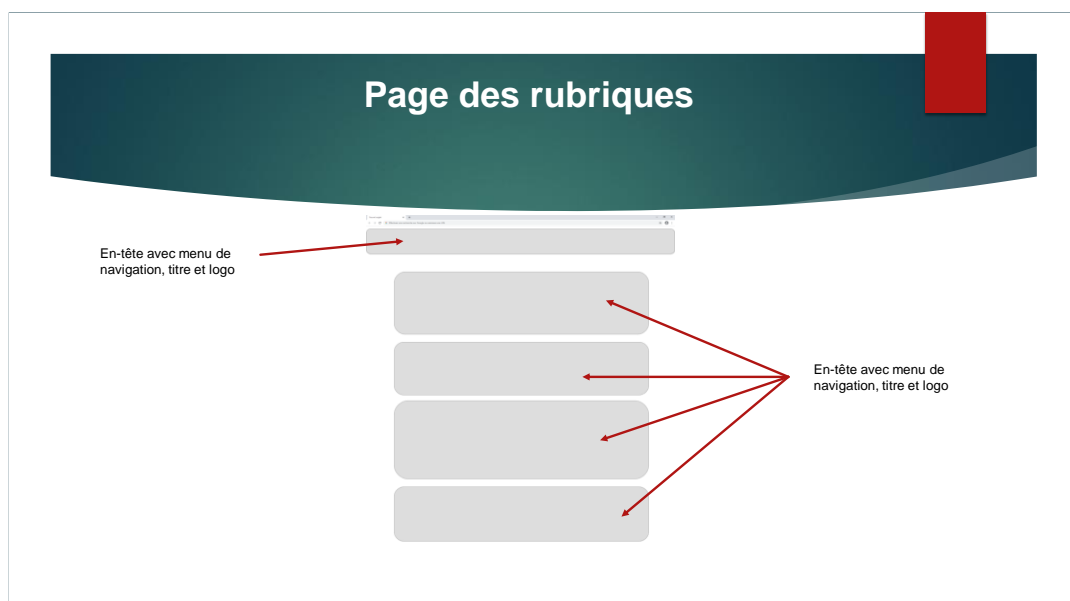 Page des rubriques
En-tête avec menu de
navigation, titre et logo
En-tête avec menu de
navigation, titre et logo